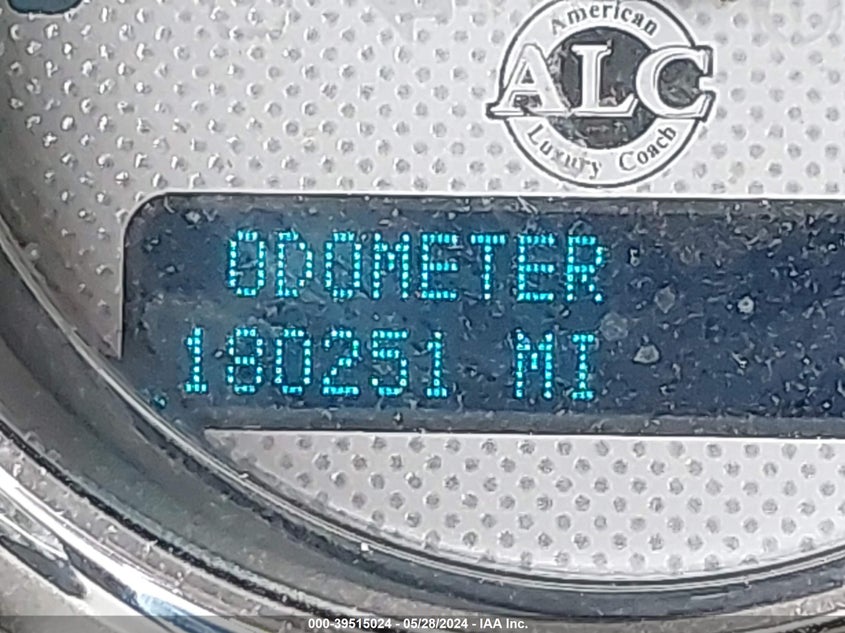 American
ALC
Luxury Coach
ODOMETER
180251 MI
000-39515024 - 05/28/2024 - IAA Inc.